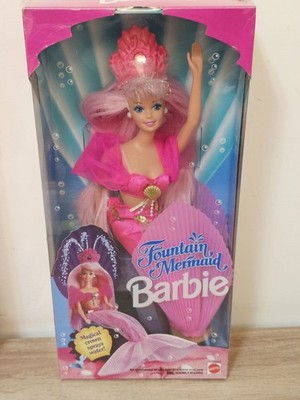 Fountain
Mermaid
Barbie
Magical
crown
sprays
water!
MATTEL